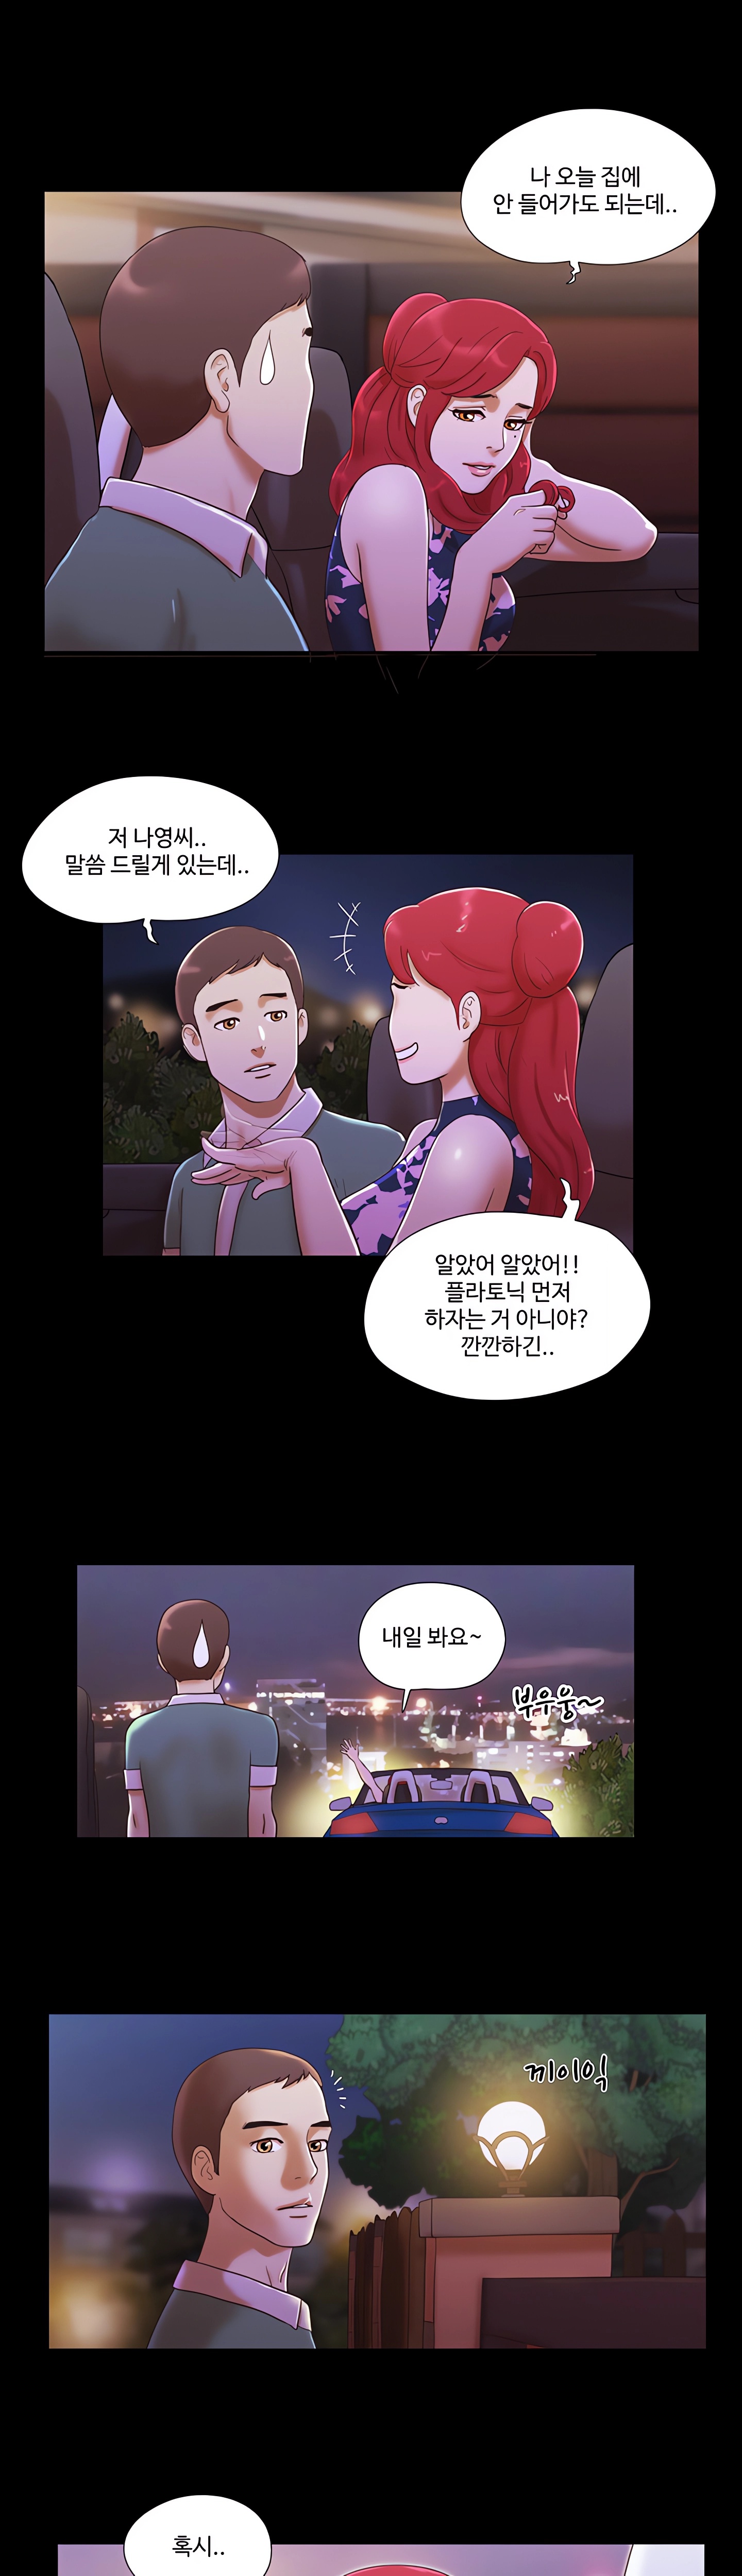 나 오늘 집에
안 들어가도 되는데..
저 나영씨..
말씀 드릴게 있는데..
알았어 알았어!!
플라토닉 먼저
하자는 거 아니야?
깐깐하긴..
내일 봐요~
부우웅~
끼이익
혹시..